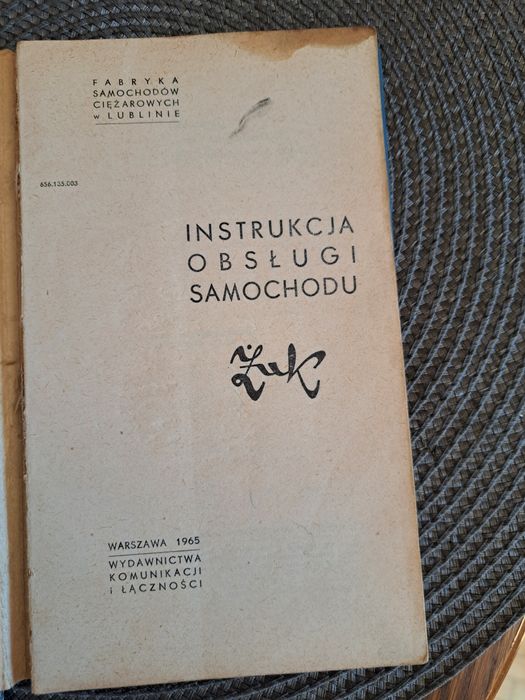 FABRYKA
SAMOCHODÓW
CIĘŻAROWYCH
w LUBLINIE
656.135.003
INSTRUKCJA
OBSŁUGI
SAMOCHODU
Żuk
WARSZAWA 1965
WYDAWNICTWA
KOMUNIKACJI
i ŁĄCZNOŚCI